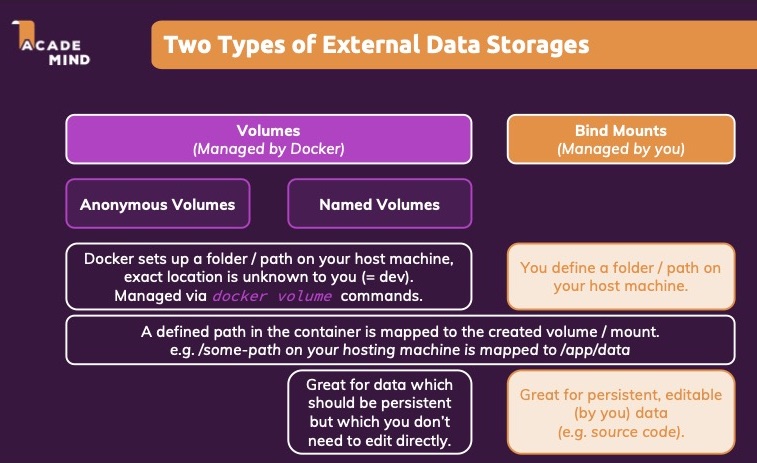 ACADE
MIND
Two Types of External Data Storages
Volumes
(Managed by Docker)
Bind Mounts
(Managed by you)
Anonymous Volumes
Named Volumes
Docker sets up a folder / path on your host machine,
exact location is unknown to you (= dev).
Managed via docker volume commands.
You define a folder / path on
your host machine.
A defined path in the container is mapped to the created volume / mount.
e.g. /some-path on your hosting machine is mapped to /app/data
Great for data which
should be persistent
but which you don’t
need to edit directly.
Great for persistent, editable
(by you) data
(e.g. source code).